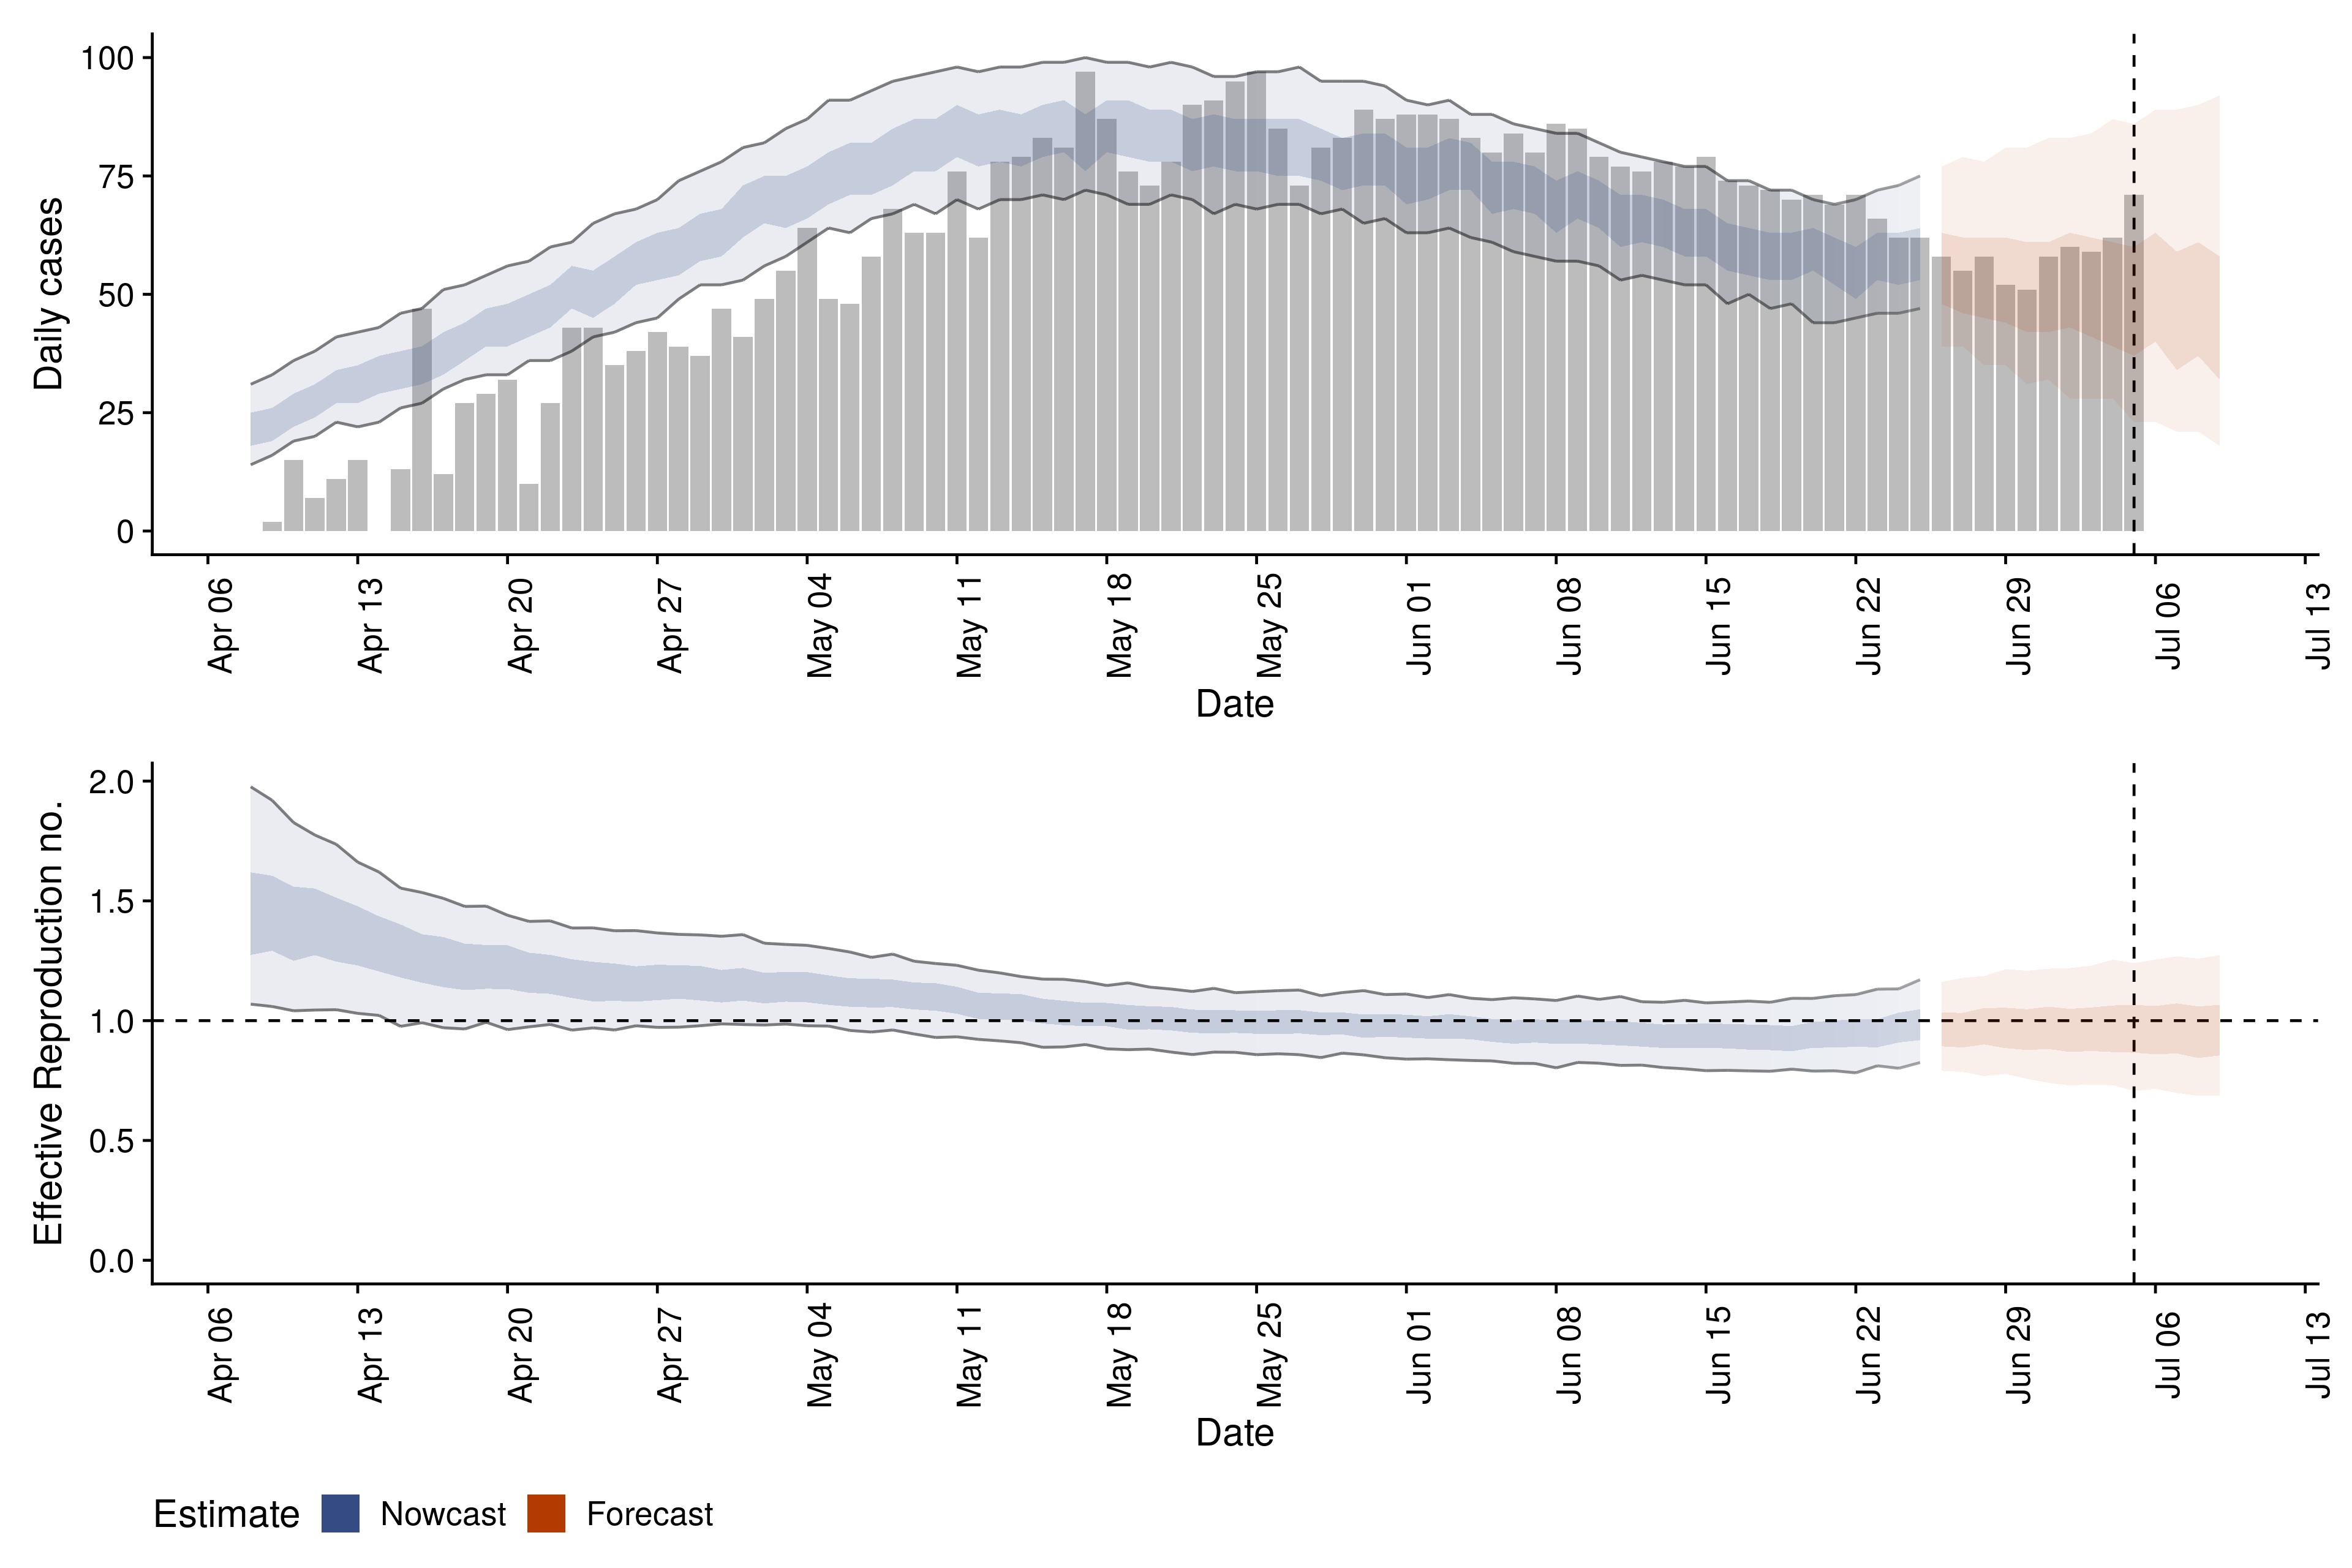 100
75
50
25
0
Daily cases
Apr 06 Apr 13 Apr 20 Apr 27 May 04 May 11 May 18 May 25 Jun 01 Jun 08 Jun 15 Jun 22 Jun 29 Jul 06 Jul 13
Date
2.0
1.5
1.0
0.5
0.0
Effective Reproduction no.
Apr 06 Apr 13 Apr 20 Apr 27 May 04 May 11 May 18 May 25 Jun 01 Jun 08 Jun 15 Jun 22 Jun 29 Jul 06 Jul 13
Date
Estimate Nowcast Forecast